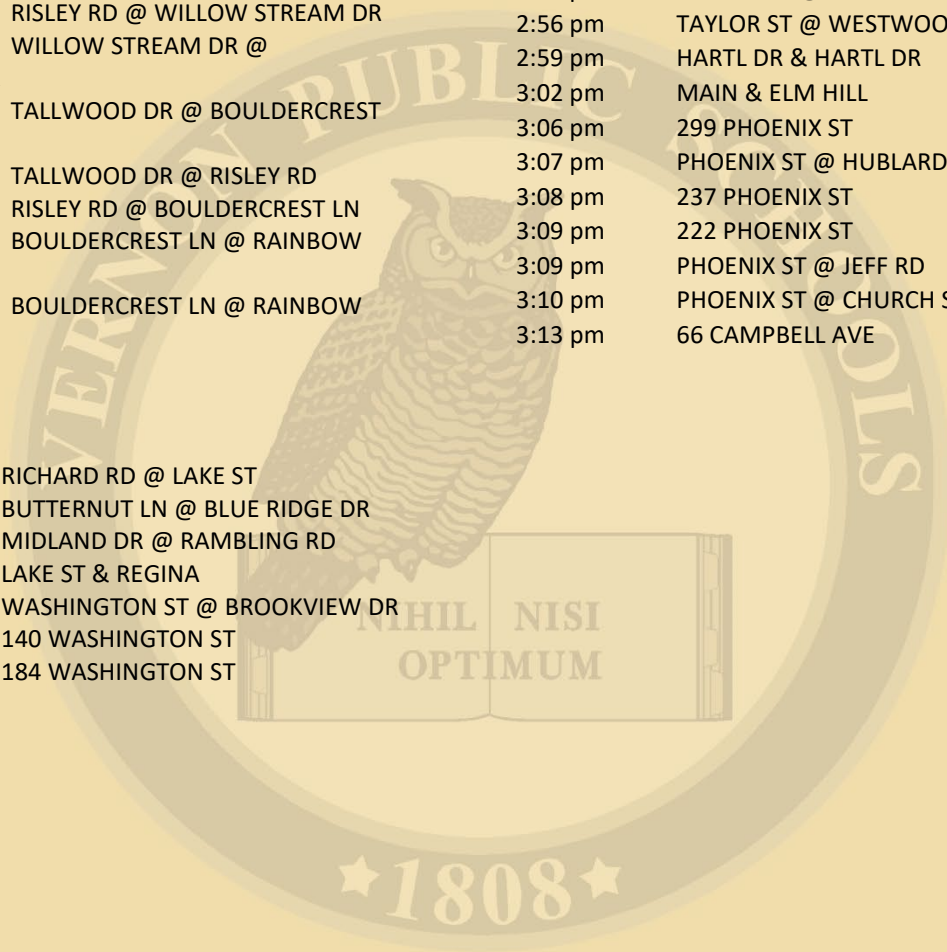 RISLEY RD @ WILLOW STREAM DR
WILLOW STREAM DR @
TALLWOOD DR @ BOULDERCREST
TALLWOOD DR @ RISLEY RD
RISLEY RD @ BOULDERCREST LN
BOULDERCREST LN @ RAINBOW
BOULDERCREST LN @ RAINBOW
RICHARD RD @ LAKE ST
BUTTERNUT LN @ BLUE RIDGE DR
MIDLAND DR @ RAMBLING RD
LAKE ST & REGINA
WASHINGTON ST @ BROOKVIEW DR
140 WASHINGTON ST
184 WASHINGTON ST
2:56 pm TAYLOR ST @ WESTWOO
2:59 pm HARTL DR & HARTL DR
3:02 pm MAIN & ELM HILL
3:06 pm 299 PHOENIX ST
3:07 pm PHOENIX ST @ HUBLARD
3:08 pm 237 PHOENIX ST
3:09 pm 222 PHOENIX ST
3:09 pm PHOENIX ST @ JEFF RD
3:10 pm PHOENIX ST @ CHURCH S
3:13 pm 66 CAMPBELL AVE
VERNON PUBLIC SCHOOLS
NIHIL NISI
OPTIMUM
1808